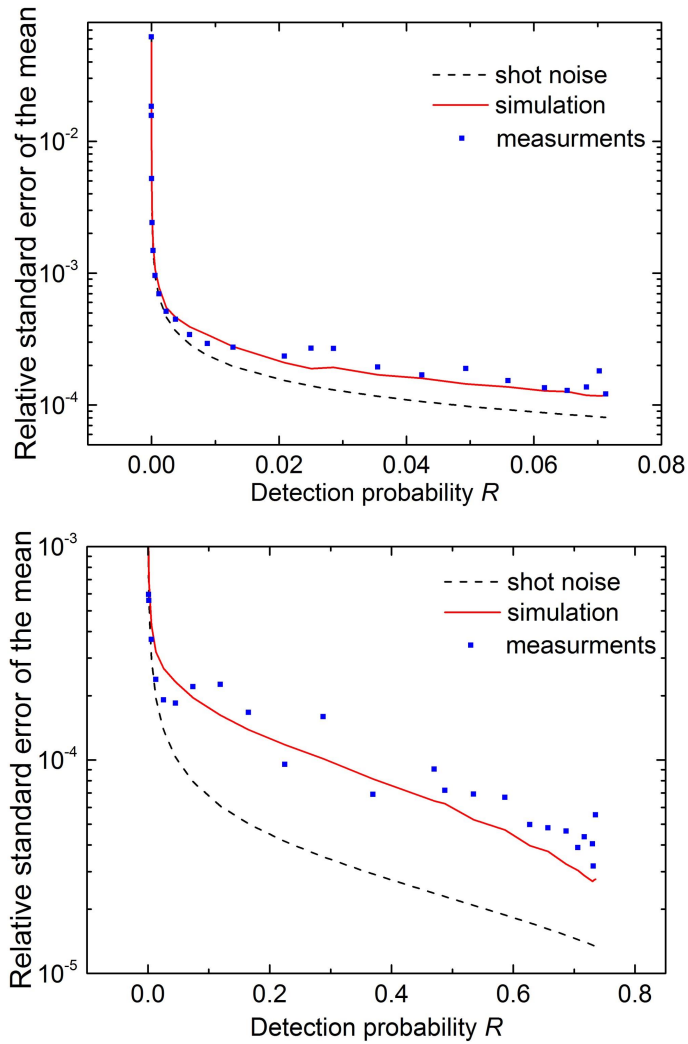 Relative standard error of the mean
10⁻²
10⁻³
10⁻⁴
shot noise
simulation
measurments
0.00
0.02
0.04
0.06
0.08
Detection probability R
Relative standard error of the mean
10⁻³
10⁻⁴
10⁻⁵
shot noise
simulation
measurments
0.0
0.2
0.4
0.6
0.8
Detection probability R